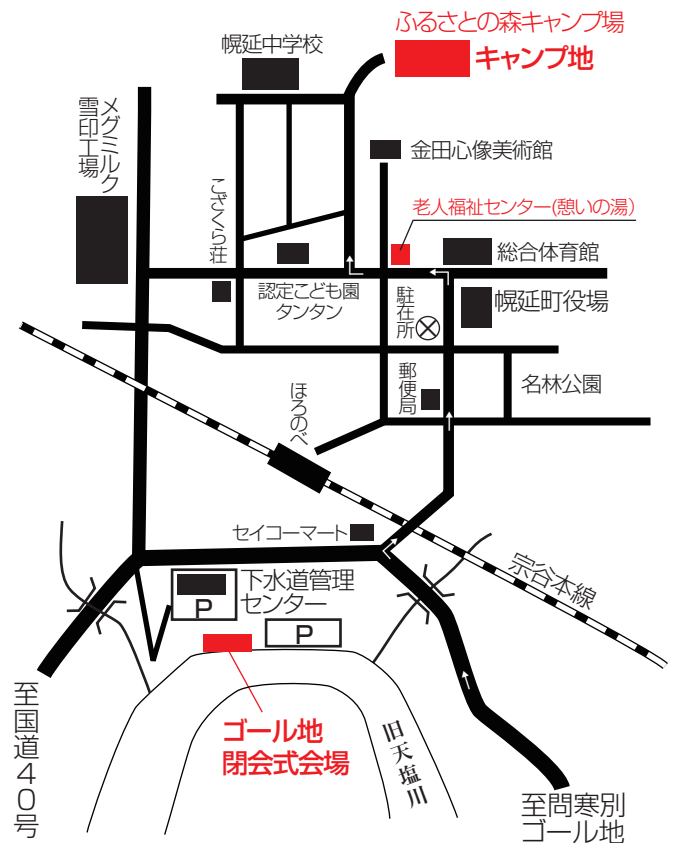 ふるさとの森キャンプ場
キャンプ地
幌延中学校
メグミルク
雪印工場
金田心像美術館
こざくら荘
老人福祉センター(憩いの湯)
総合体育館
認定こども園
タンタン
駐在所
幌延町役場
郵便局
名林公園
ほろのべ
セイコーマート
宗谷本線
下水道管理
センター
P
P
ゴール地
閉会式会場
旧天塩川
至国道40号
至問寒別
ゴール地